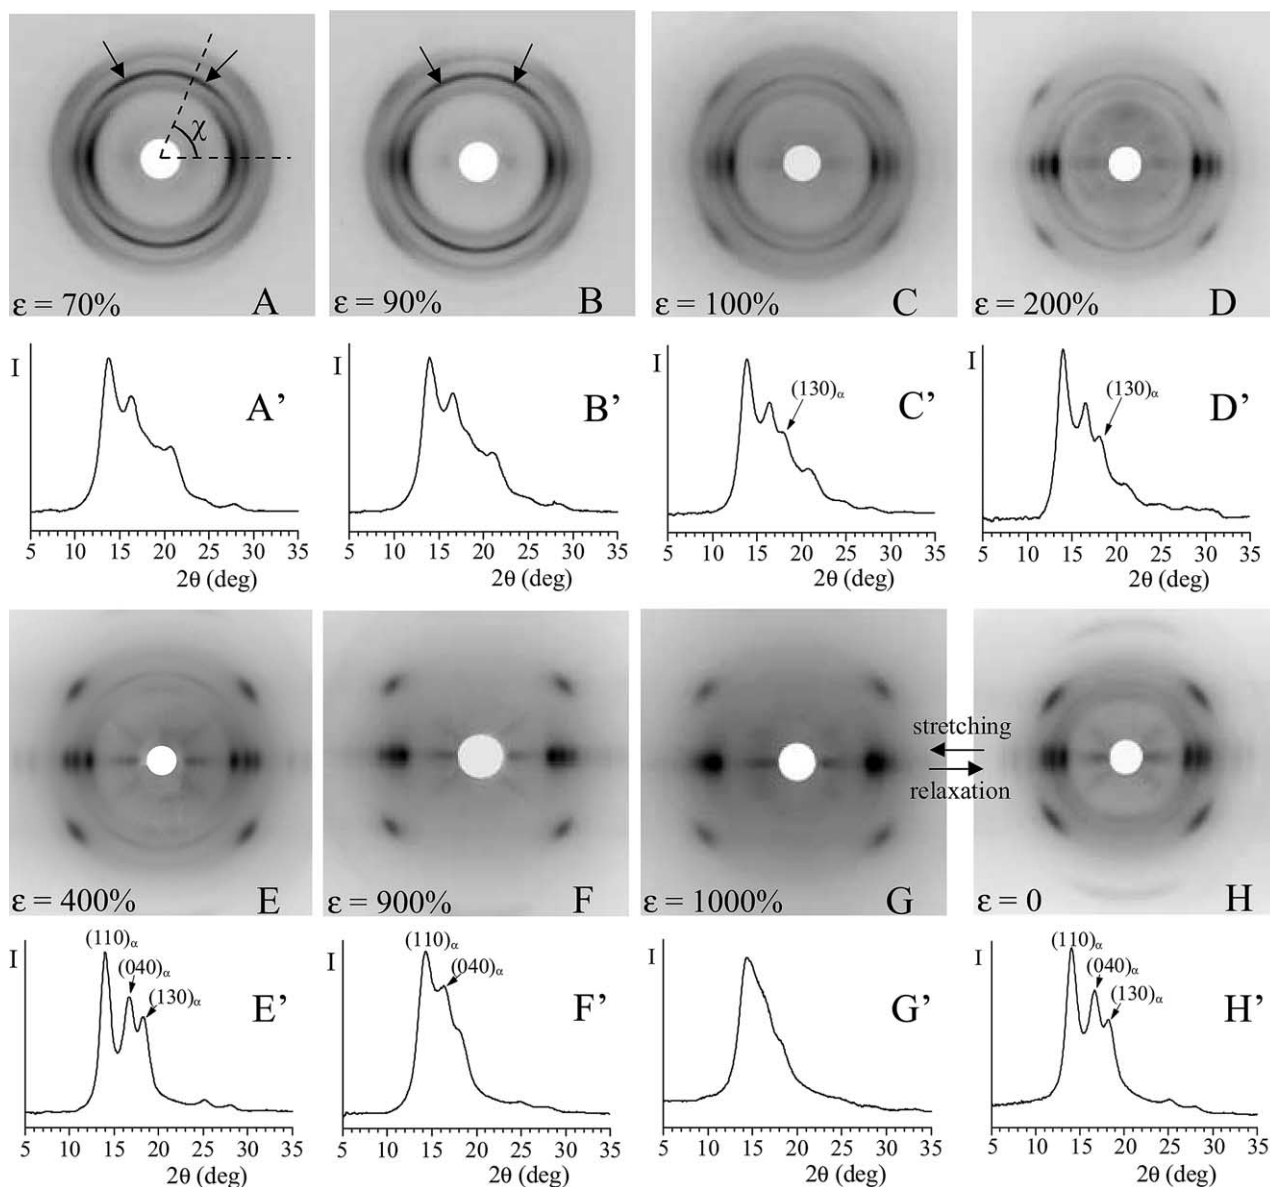 χ
ε = 70% A
ε = 90% B
ε = 100% C
ε = 200% D
I A’
5 10 15 20 25 30 35
2θ (deg)
I B’
5 10 15 20 25 30 35
2θ (deg)
I (130)α C’
5 10 15 20 25 30 35
2θ (deg)
I (130)α D’
5 10 15 20 25 30 35
2θ (deg)
ε = 400% E
ε = 900% F
ε = 1000% G
stretching
relaxation
ε = 0 H
I (110)α
(040)α
(130)α
E’
5 10 15 20 25 30 35
2θ (deg)
I (110)α
(040)α
F’
5 10 15 20 25 30 35
2θ (deg)
I G’
5 10 15 20 25 30 35
2θ (deg)
I (110)α
(040)α
(130)α
H’
5 10 15 20 25 30 35
2θ (deg)